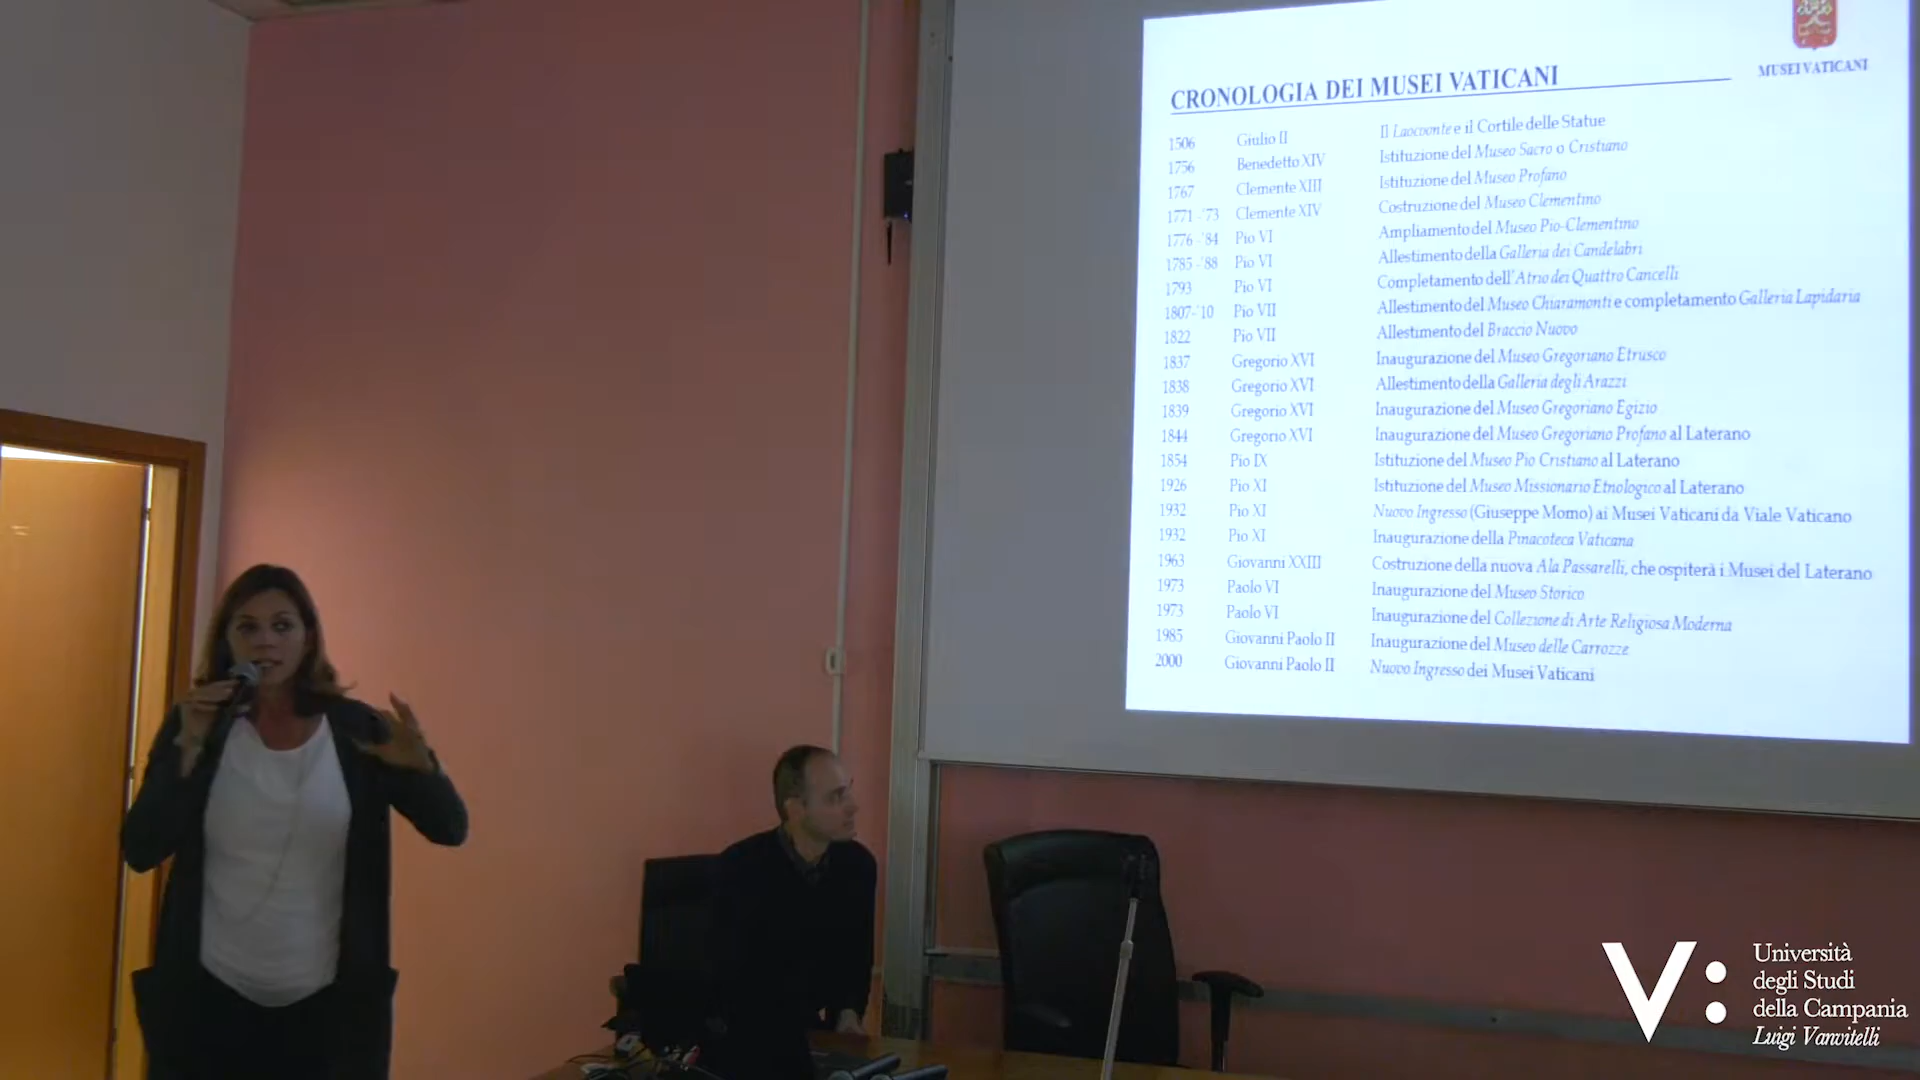 MUSEI VATICANI
CRONOLOGIA DEI MUSEI VATICANI
1506 Giulio II Il Laocoonte e il Cortile delle Statue
1756 Benedetto XIV Istituzione del Museo Sacro o Cristiano
1767 Clemente XIII Istituzione del Museo Profano
1771 -'73 Clemente XIV Costruzione del Museo Clementino
1776 -'84 Pio VI Ampliamento del Museo Pio-Clementino
1785 -'88 Pio VI Allestimento della Galleria dei Candelabri
1793 Pio VI Completamento dell'Atrio dei Quattro Cancelli
1807-'10 Pio VII Allestimento del Museo Chiaramonti e completamento Galleria Lapidaria
1822 Pio VII Allestimento del Braccio Nuovo
1837 Gregorio XVI Inaugurazione del Museo Gregoriano Etrusco
1838 Gregorio XVI Allestimento della Galleria degli Arazzi
1839 Gregorio XVI Inaugurazione del Museo Gregoriano Egizio
1844 Gregorio XVI Inaugurazione del Museo Gregoriano Profano al Laterano
1854 Pio IX Istituzione del Museo Pio Cristiano al Laterano
1926 Pio XI Istituzione del Museo Missionario Etnologico al Laterano
1932 Pio XI Nuovo Ingresso (Giuseppe Momo) ai Musei Vaticani da Viale Vaticano
1932 Pio XI Inaugurazione della Pinacoteca Vaticana
1963 Giovanni XXIII Costruzione della nuova Ala Passarelli, che ospiterà i Musei del Laterano
1973 Paolo VI Inaugurazione del Museo Storico
1973 Paolo VI Inaugurazione del Collezione di Arte Religiosa Moderna
1985 Giovanni Paolo II Inaugurazione del Museo delle Carrozze
2000 Giovanni Paolo II Nuovo Ingresso dei Musei Vaticani
V:
Università
degli Studi
della Campania
Luigi Vanvitelli